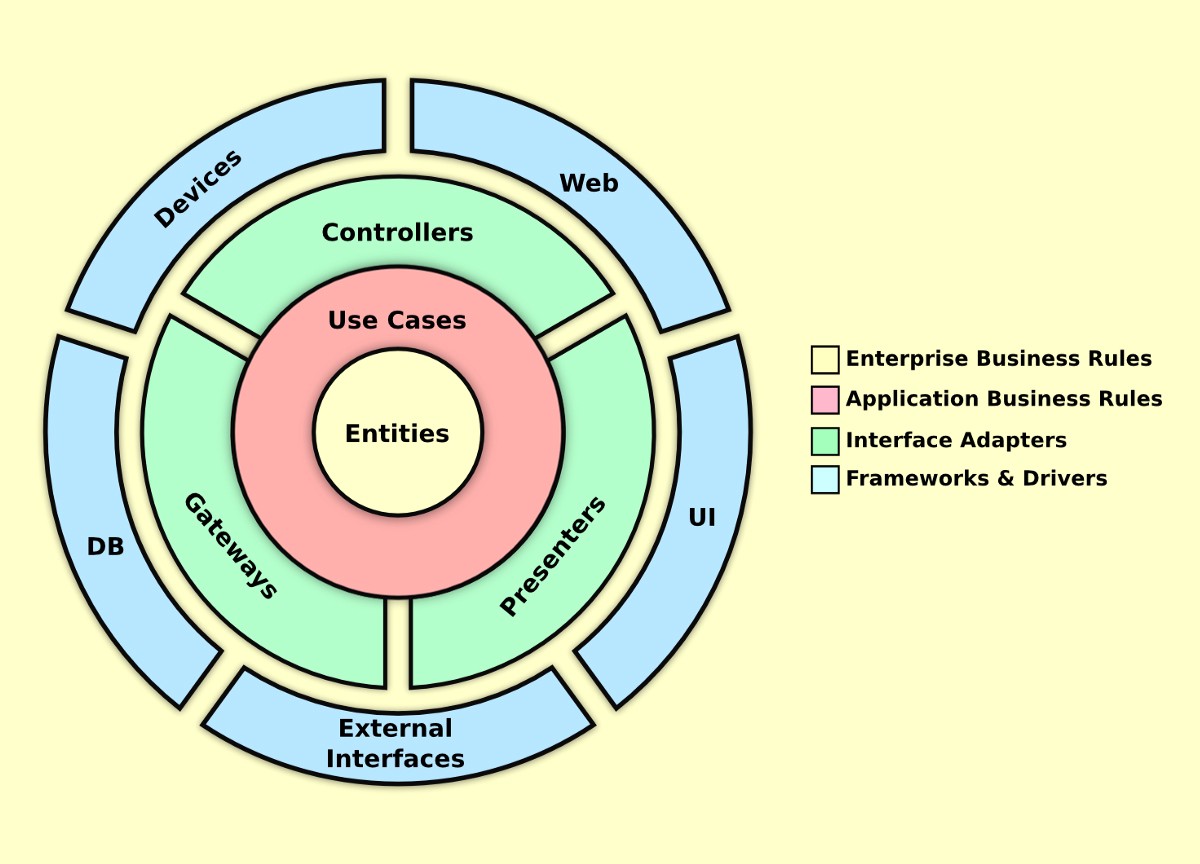 Devices
Web
Controllers
Use Cases
Entities
Gateways
Presenters
DB
UI
External
Interfaces
Enterprise Business Rules
Application Business Rules
Interface Adapters
Frameworks & Drivers